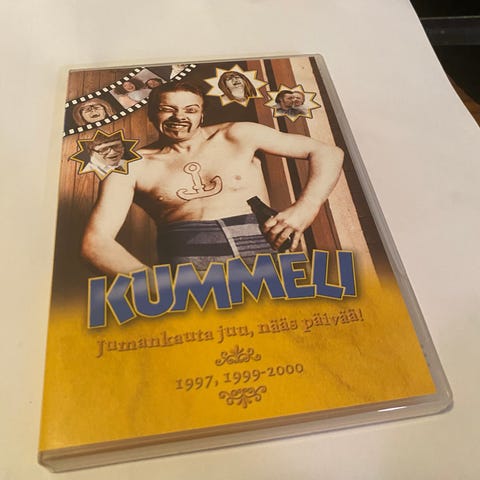 KUMMELI
Jumankauta juu, nääs päivää!
1997, 1999-2000